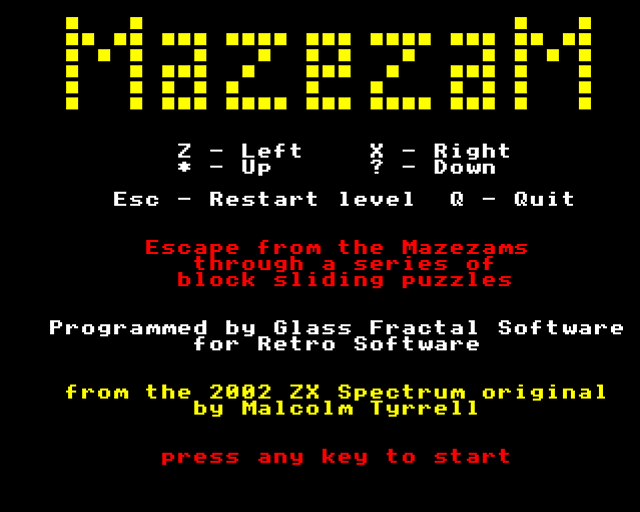 MazezaM
Z - Left X - Right
* - Up ? - Down
Esc - Restart level Q - Quit
Escape from the Mazezams
through a series of
block sliding puzzles
Programmed by Glass Fractal Software
for Retro Software
from the 2002 ZX Spectrum original
by Malcolm Tyrrell
press any key to start